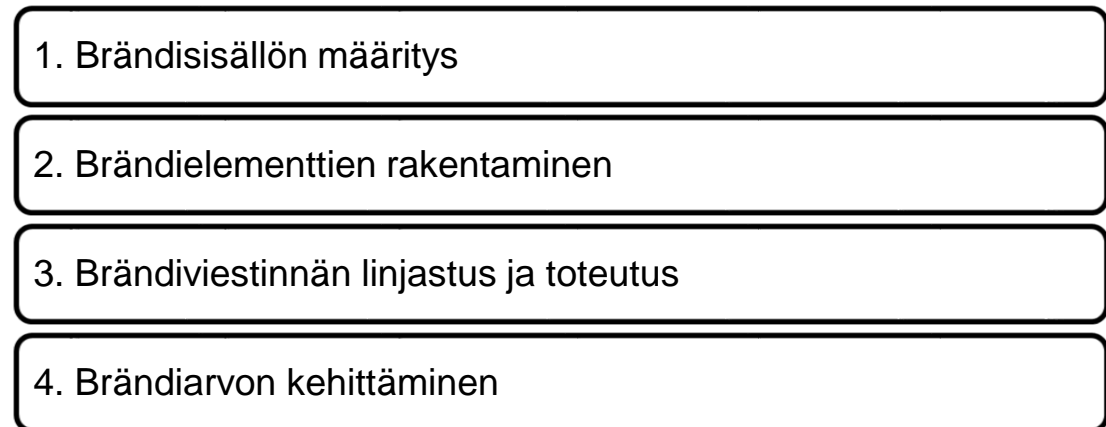 1. Brändisisällön määritys
2. Brändielementtien rakentaminen
3. Brändiviestinnän linjastus ja toteutus
4. Brändiarvon kehittäminen